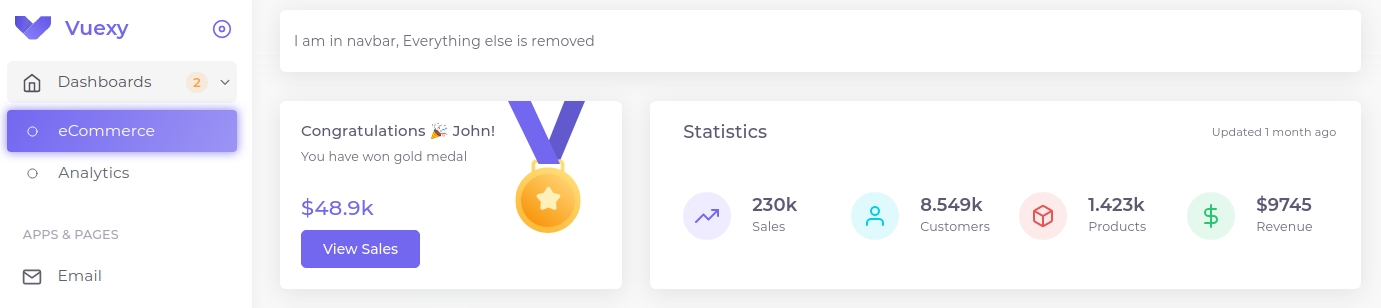 Vuexy
Dashboards 2
eCommerce
Analytics
APPS & PAGES
Email
I am in navbar, Everything else is removed
Congratulations 🎉 John!
You have won gold medal
$48.9k
View Sales
Statistics
Updated 1 month ago
230k
Sales
8.549k
Customers
1.423k
Products
$9745
Revenue